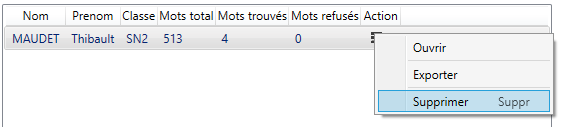 Nom Prenom Classe Mots total Mots trouvés Mots refusés Action
MAUDET Thibault SN2 513 4 0
Ouvrir
Exporter
Supprimer Suppr